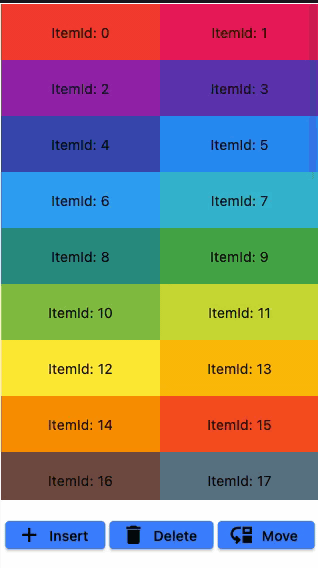 ItemId: 0 ItemId: 1
ItemId: 2 ItemId: 3
ItemId: 4 ItemId: 5
ItemId: 6 ItemId: 7
ItemId: 8 ItemId: 9
ItemId: 10 ItemId: 11
ItemId: 12 ItemId: 13
ItemId: 14 ItemId: 15
ItemId: 16 ItemId: 17
Insert Delete Move